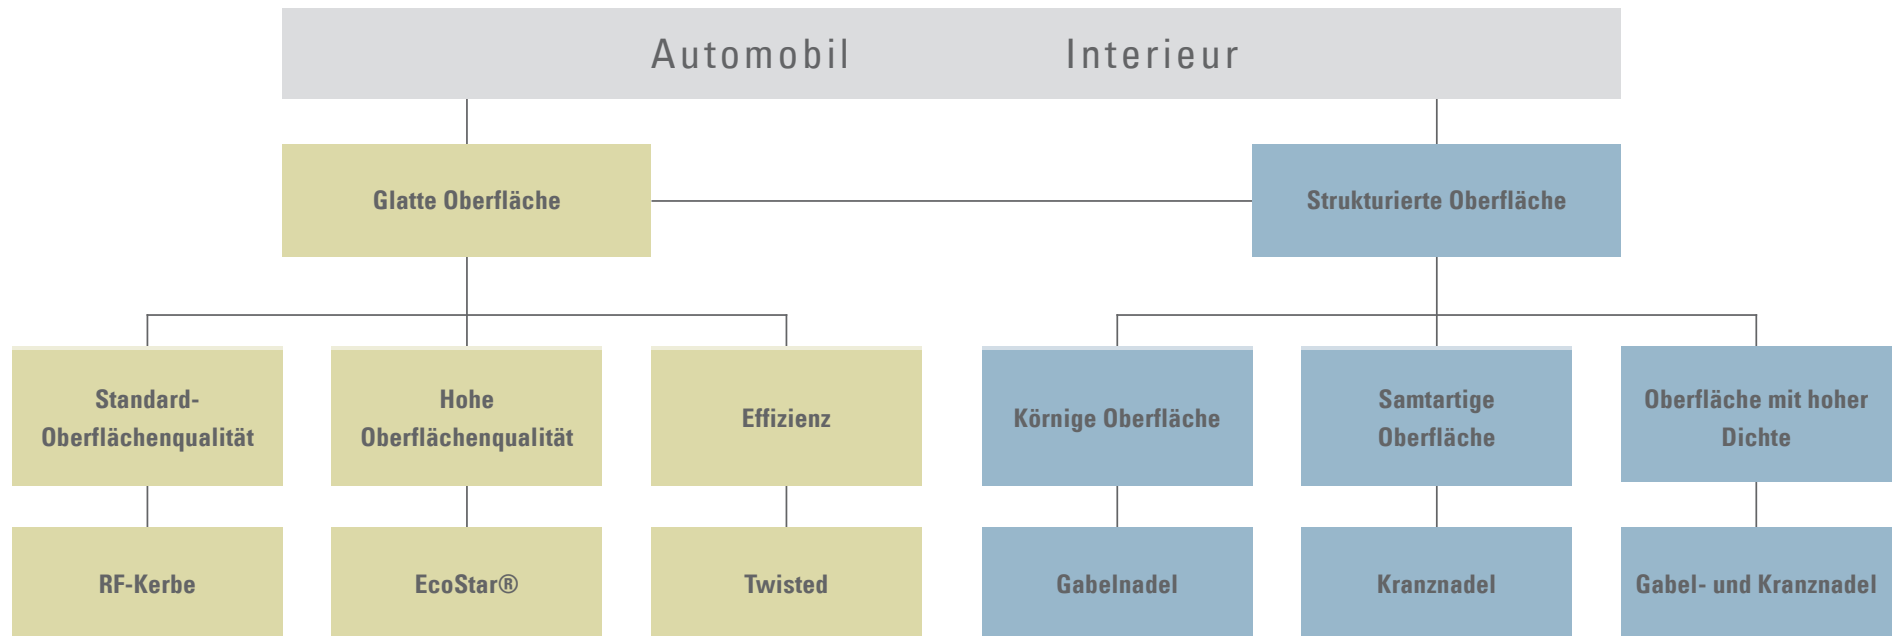 Automobil Interieur
Glatte Oberfläche
Strukturierte Oberfläche
Standard-
Oberflächenqualität
Hohe
Oberflächenqualität
Effizienz
Körnige Oberfläche
Samtartige
Oberfläche
Oberfläche mit hoher
Dichte
RF-Kerbe
EcoStar®
Twisted
Gabelnadel
Kranznadel
Gabel- und Kranznadel